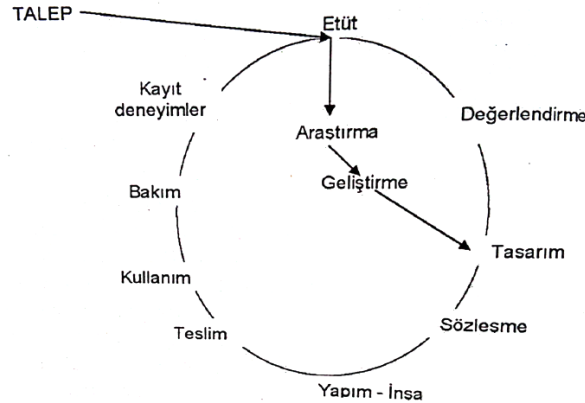 TALEP
Etüt
Kayıt
deneyimler
Değerlendirme
Araştırma
Geliştirme
Bakım
Tasarım
Kullanım
Teslim
Sözleşme
Yapım - İnşa